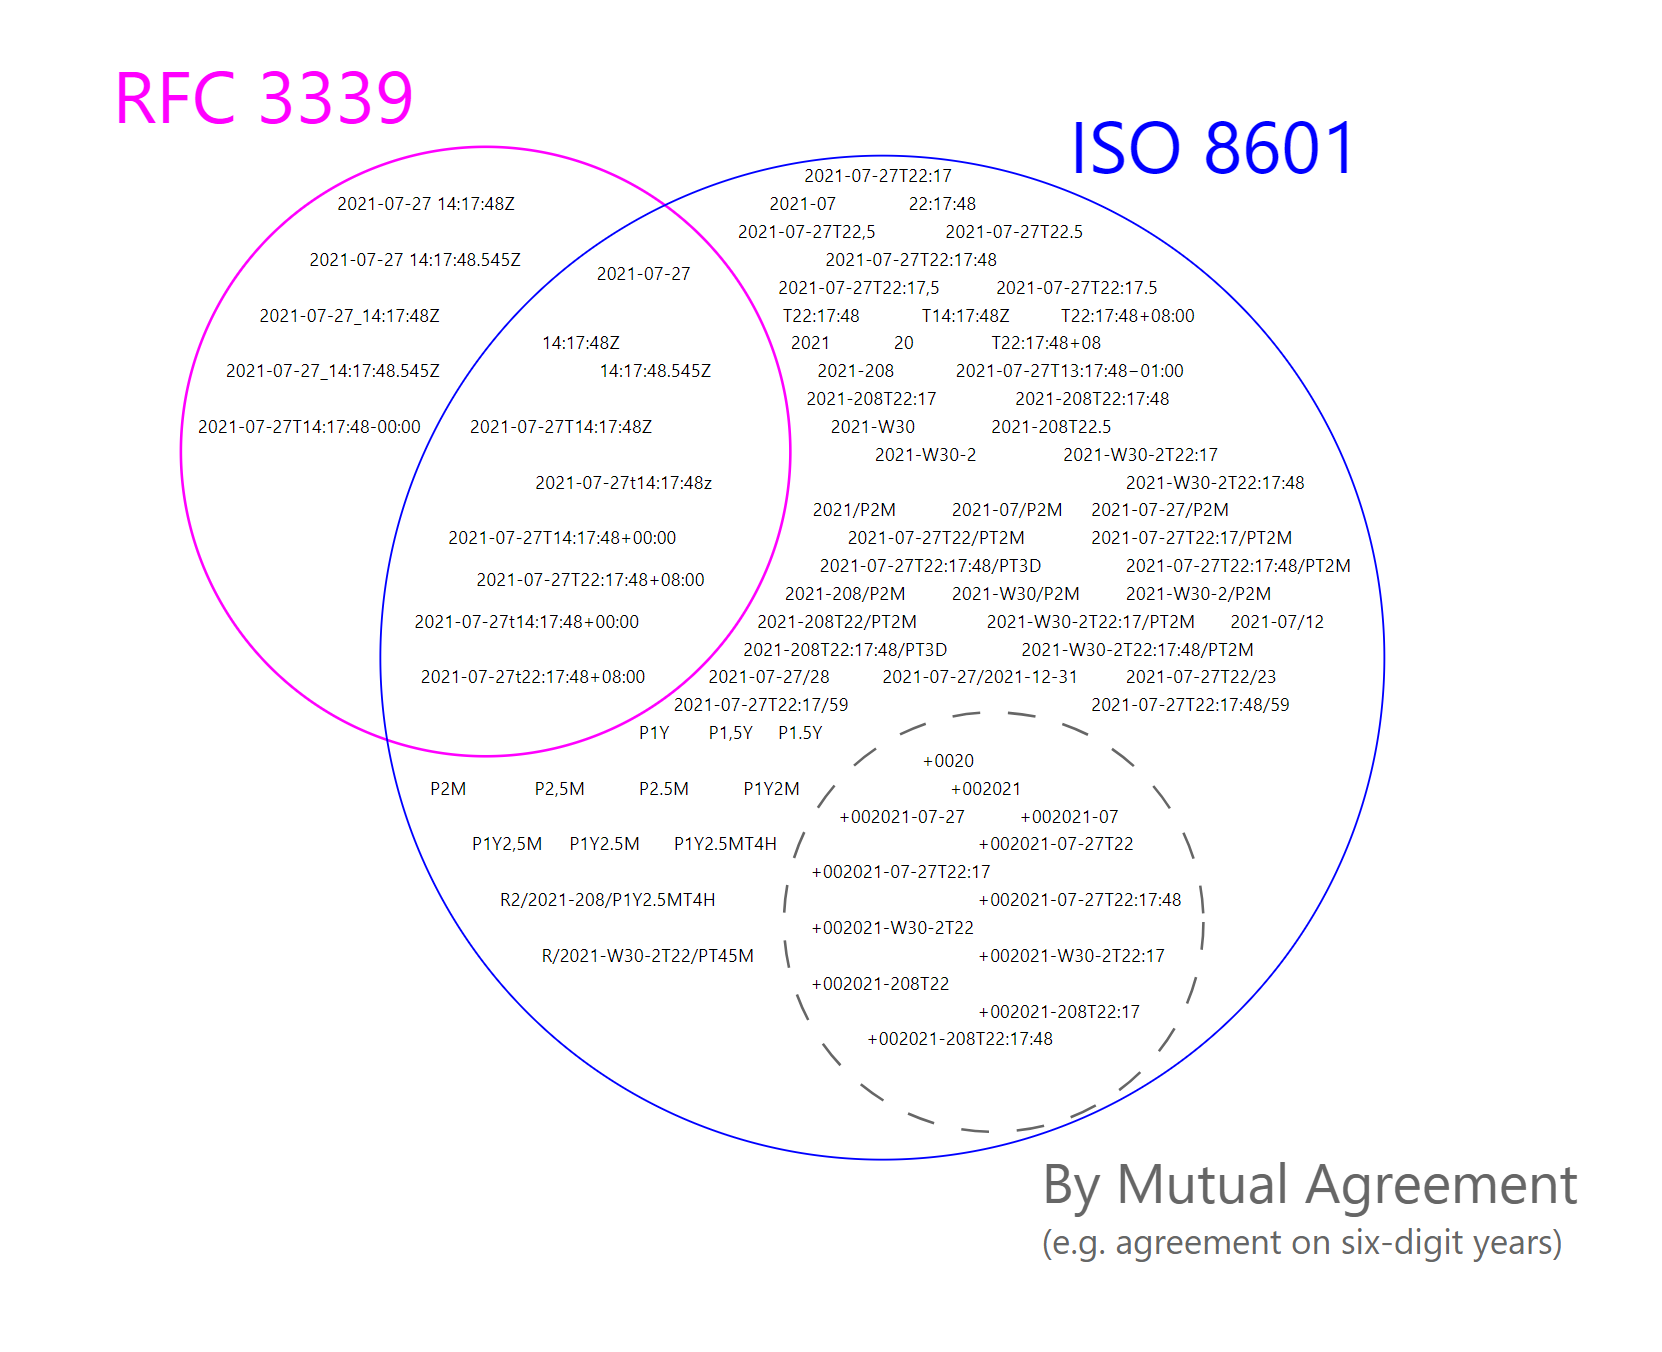 RFC 3339
ISO 8601
2021-07-27T22:17
2021-07-27 14:17:48Z 2021-07 22:17:48
2021-07-27T22,5 2021-07-27T22.5
2021-07-27 14:17:48.545Z 2021-07-27T22:17:48
2021-07-27
2021-07-27T22:17,5 2021-07-27T22:17.5
2021-07-27_14:17:48Z T22:17:48 T14:17:48Z T22:17:48+08:00
14:17:48Z 2021 20 T22:17:48+08
2021-07-27_14:17:48.545Z 14:17:48.545Z 2021-208 2021-07-27T13:17:48−01:00
2021-208T22:17 2021-208T22:17:48
2021-07-27T14:17:48-00:00 2021-07-27T14:17:48Z 2021-W30 2021-208T22.5
2021-W30-2 2021-W30-2T22:17
2021-07-27t14:17:48z 2021-W30-2T22:17:48
2021/P2M 2021-07/P2M 2021-07-27/P2M
2021-07-27T14:17:48+00:00 2021-07-27T22/PT2M 2021-07-27T22:17/PT2M
2021-07-27T22:17:48/PT3D 2021-07-27T22:17:48/PT2M
2021-07-27T22:17:48+08:00
2021-208/P2M 2021-W30/P2M 2021-W30-2/P2M
2021-07-27t14:17:48+00:00 2021-208T22/PT2M 2021-W30-2T22:17/PT2M 2021-07/12
2021-208T22:17:48/PT3D 2021-W30-2T22:17:48/PT2M
2021-07-27t22:17:48+08:00 2021-07-27/28 2021-07-27/2021-12-31 2021-07-27T22/23
2021-07-27T22:17/59 2021-07-27T22:17:48/59
P1Y P1,5Y P1.5Y
+0020
P2M P2,5M P2.5M P1Y2M +002021
+002021-07-27 +002021-07
P1Y2,5M P1Y2.5M P1Y2.5MT4H +002021-07-27T22
+002021-07-27T22:17
R2/2021-208/P1Y2.5MT4H +002021-07-27T22:17:48
+002021-W30-2T22
R/2021-W30-2T22/PT45M +002021-W30-2T22:17
+002021-208T22
+002021-208T22:17
+002021-208T22:17:48
By Mutual Agreement
(e.g. agreement on six-digit years)